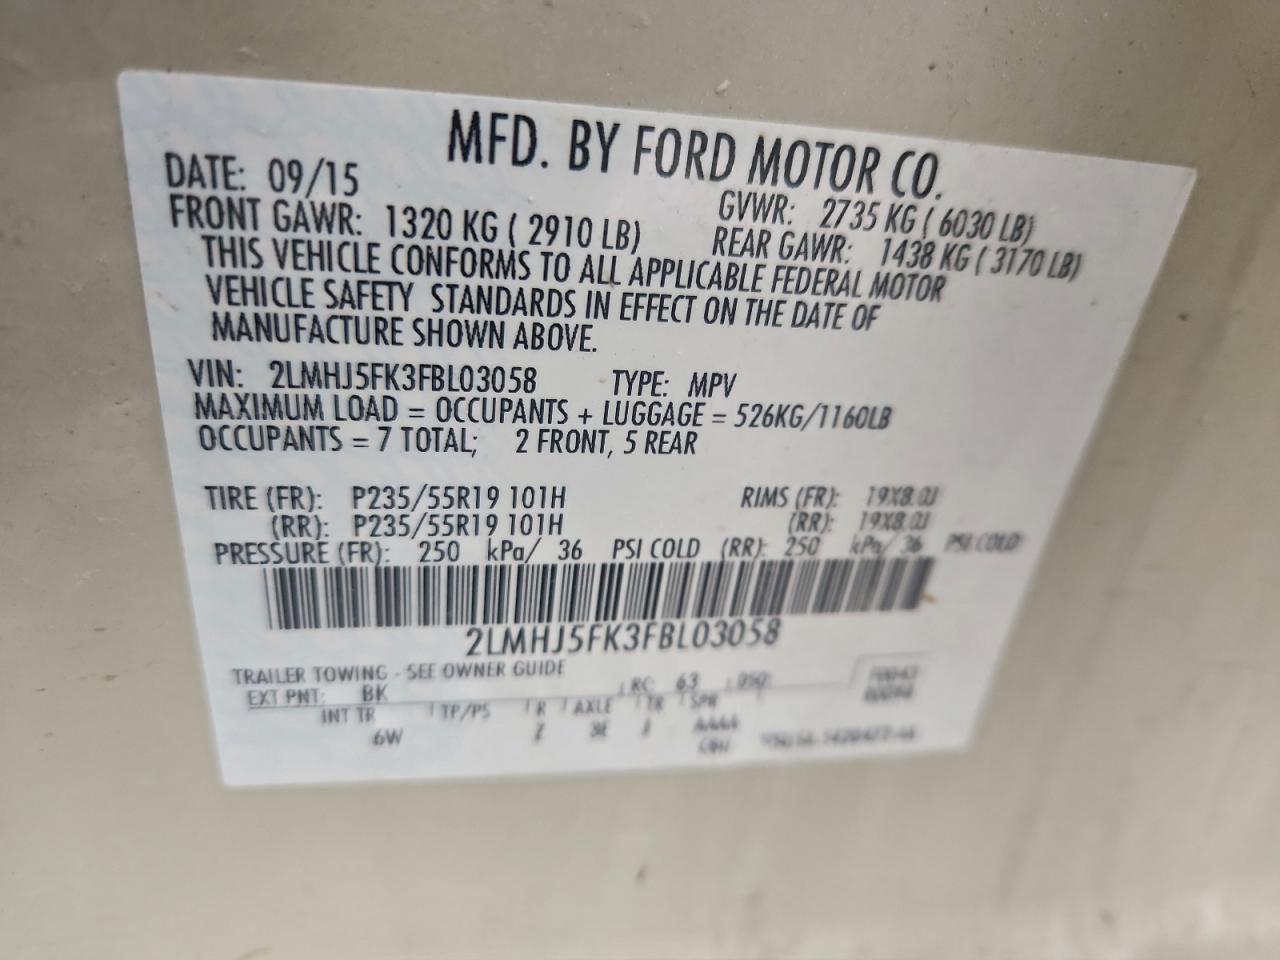 MFD. BY FORD MOTOR CO.
DATE: 09/15 GVWR: 2735 KG ( 6030 LB)
FRONT GAWR: 1320 KG ( 2910 LB) REAR GAWR: 1438 KG ( 3170 LB)
THIS VEHICLE CONFORMS TO ALL APPLICABLE FEDERAL MOTOR
VEHICLE SAFETY STANDARDS IN EFFECT ON THE DATE OF
MANUFACTURE SHOWN ABOVE.
VIN: 2LMHJ5FK3FBL03058 TYPE: MPV
MAXIMUM LOAD = OCCUPANTS + LUGGAGE = 526KG/1160LB
OCCUPANTS = 7 TOTAL; 2 FRONT, 5 REAR
TIRE (FR): P235/55R19 101H RIMS (FR): 19X8.0J
(RR): P235/55R19 101H (RR): 19X8.0J
PRESSURE (FR): 250 kPa/ 36 PSI COLD (RR): 250 kPa/ 36 PSI COLD
2LMHJ5FK3FBL03058
TRAILER TOWING - SEE OWNER GUIDE
EXT PNT: BK RC: 63 DSO:
INT TR TP/PS R AXLE TR SPR
6W